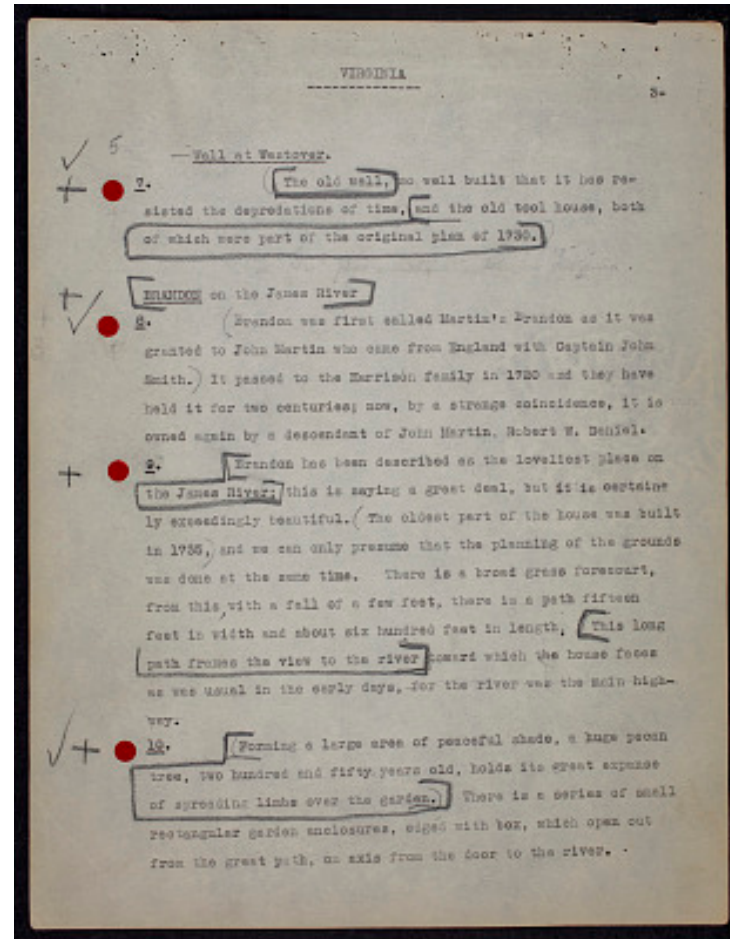 VIRGINIA
3-
5
—Wall at Westover.
7. (The old wall, so well built that it has re-
sisted the depredations of time, and the old tool house, both
of which were part of the original plan of 1730.
BRANDON on the James River
8. (Brandon was first called Martin's Brandon as it was
granted to John Martin who came from England with Captain John
Smith.) It passed to the Harrison family in 1720 and they have
held it for two centuries; now, by a strange coincidence, it is
owned again by a descendant of John Martin, Robert W. Daniel.
9. Brandon has been described as the loveliest place on
the James River; this is saying a great deal, but it is certain-
ly exceedingly beautiful. (The oldest part of the house was built
in 1735,) and we can only presume that the planning of the grounds
was done at the same time. There is a broad grass forecourt,
from this, with a fall of a few feet, there is a path fifteen
feet in width and about six hundred feet in length. This long
path frames the view to the river toward which the house faces
as was usual in the early days, for the river was the main high-
way.
10. (Forming a large area of peaceful shade, a huge pecan
tree, two hundred and fifty years old, holds its great expanse
of spreading limbs over the garden.) There is a series of small
rectangular garden enclosures, edged with box, which open out
from the great path, on axis from the door to the river.